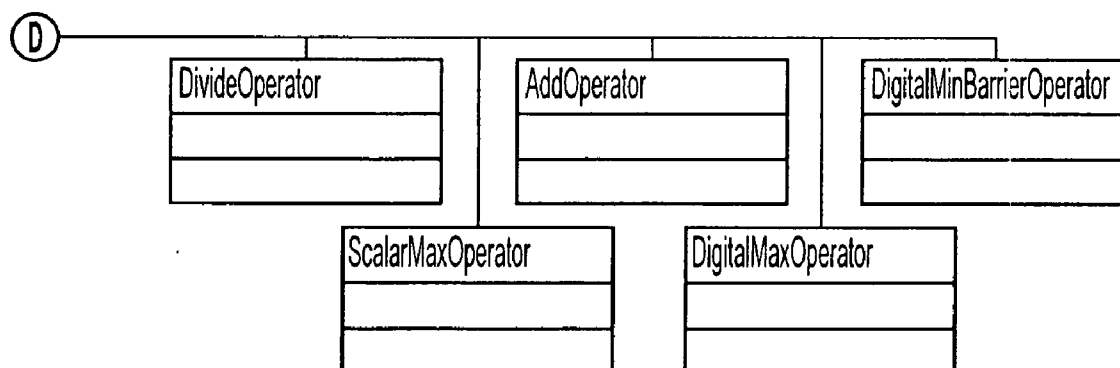 D
DivideOperator
AddOperator
DigitalMinBarrierOperator
ScalarMaxOperator
DigitalMaxOperator